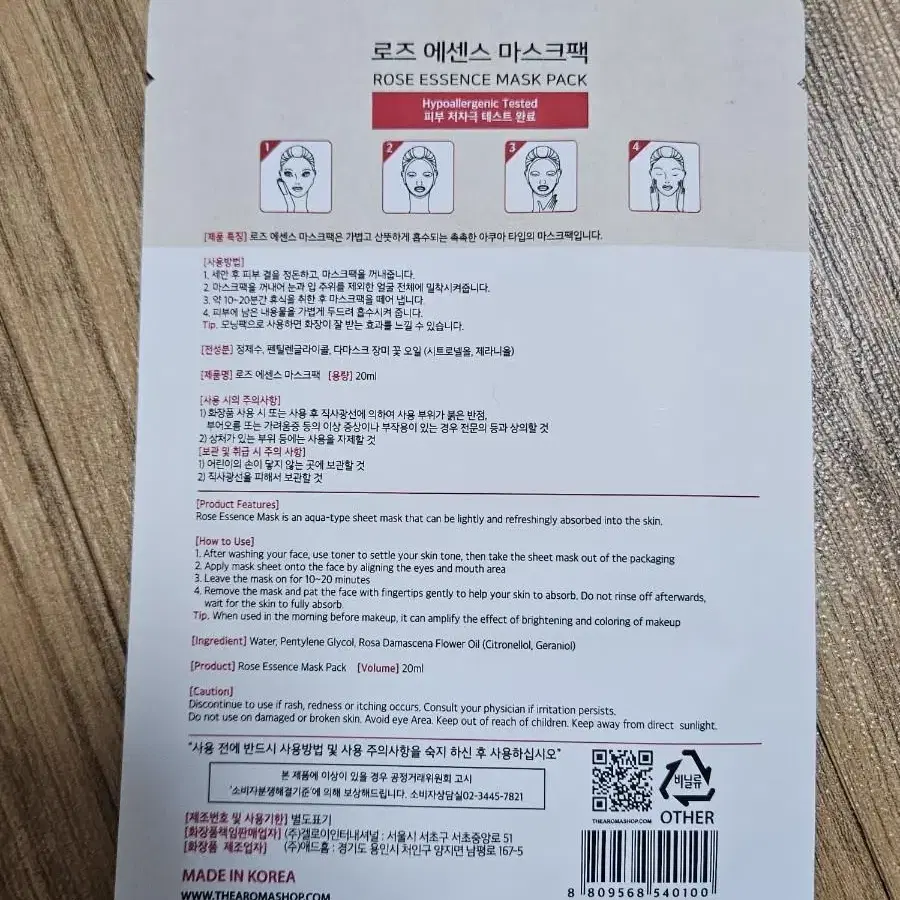 로즈 에센스 마스크팩
ROSE ESSENCE MASK PACK
Hypoallergenic Tested
피부 저자극 테스트 완료
1 2 3 4
[제품 특징] 로즈 에센스 마스크팩은 가볍고 산뜻하게 흡수되는 촉촉한 아쿠아 타입의 마스크팩입니다.
[사용방법]
1. 세안 후 피부 결을 정돈하고, 마스크팩을 꺼내줍니다.
2. 마스크팩을 꺼내어 눈과 입 주위를 제외한 얼굴 전체에 밀착시켜줍니다.
3. 약 10~20분간 휴식을 취한 후 마스크팩을 떼어 냅니다.
4. 피부에 남은 내용물을 가볍게 두드려 흡수시켜 줍니다.
Tip. 모닝팩으로 사용하면 화장이 잘 받는 효과를 느낄 수 있습니다.
[전성분] 정제수, 펜틸렌글라이콜, 다마스크 장미 꽃 오일 (시트로넬올, 제라니올)
[제품명] 로즈 에센스 마스크팩 [용량] 20ml
[사용 시의 주의사항]
1) 화장품 사용 시 또는 사용 후 직사광선에 의하여 사용 부위가 붉은 반점,
부어오름 또는 가려움증 등의 이상 증상이나 부작용이 있는 경우 전문의 등과 상의할 것
2) 상처가 있는 부위 등에는 사용을 자제할 것
[보관 및 취급 시 주의 사항]
1) 어린이의 손이 닿지 않는 곳에 보관할 것
2) 직사광선을 피해서 보관할 것
[Product Features]
Rose Essence Mask is an aqua-type sheet mask that can be lightly and refreshingly absorbed into the skin.
[How to Use]
1. After washing your face, use toner to settle your skin tone, then take the sheet mask out of the packaging
2. Apply mask sheet onto the face by aligning the eyes and mouth area
3. Leave the mask on for 10~20 minutes
4. Remove the mask and pat the face with fingertips gently to help your skin to absorb. Do not rinse off afterwards,
wait for the skin to fully absorb.
Tip. When used in the morning before makeup, it can amplify the effect of brightening and coloring of makeup
[Ingredient] Water, Pentylene Glycol, Rosa Damascena Flower Oil (Citronellol, Geraniol)
[Product] Rose Essence Mask Pack [Volume] 20ml
[Caution]
Discontinue to use if rash, redness or itching occurs. Consult your physician if irritation persists.
Do not use on damaged or broken skin. Avoid eye Area. Keep out of reach of children. Keep away from direct sunlight.
"사용 전에 반드시 사용방법 및 사용 주의사항을 숙지 하신 후 사용하십시오"
본 제품에 이상이 있을 경우 공정거래위원회 고시
'소비자분쟁해결기준'에 의해 보상해드립니다. 소비자상담실02-3445-7821
THEAROMASHOP.COM
비닐류
OTHER
[제조번호 및 사용기한] 별도표기
[화장품책임판매업자] (주)겔로이인터내셔널 : 서울시 서초구 서초중앙로 51
[화장품 제조업자] (주)애드홈 : 경기도 용인시 처인구 양지면 남평로 167-5
MADE IN KOREA
WWW.THEAROMASHOP.COM
8 809568 540100